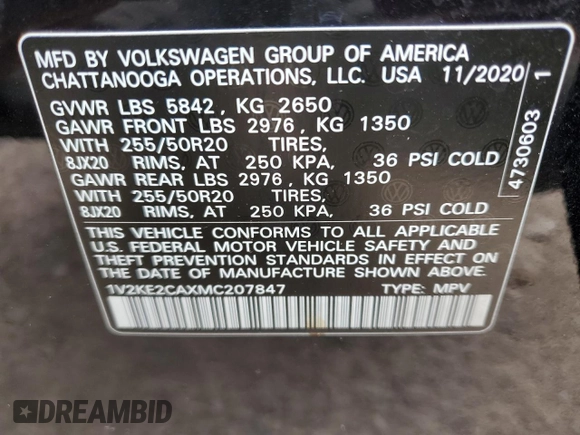 MFD BY VOLKSWAGEN GROUP OF AMERICA
CHATTANOOGA OPERATIONS, LLC. USA 11/2020
GVWR LBS 5842, KG 2650
GAWR FRONT LBS 2976, KG 1350
WITH 255/50R20 TIRES,
8JX20 RIMS, AT 250 KPA, 36 PSI COLD
GAWR REAR LBS 2976, KG 1350
WITH 255/50R20 TIRES,
8JX20 RIMS, AT 250 KPA, 36 PSI COLD
THIS VEHICLE CONFORMS TO ALL APPLICABLE
U.S. FEDERAL MOTOR VEHICLE SAFETY AND
THEFT PREVENTION STANDARDS IN EFFECT ON
THE DATE OF MANUFACTURE SHOWN ABOVE.
1V2KE2CAXMC207847 TYPE: MPV
4730603 1
DREAMBID